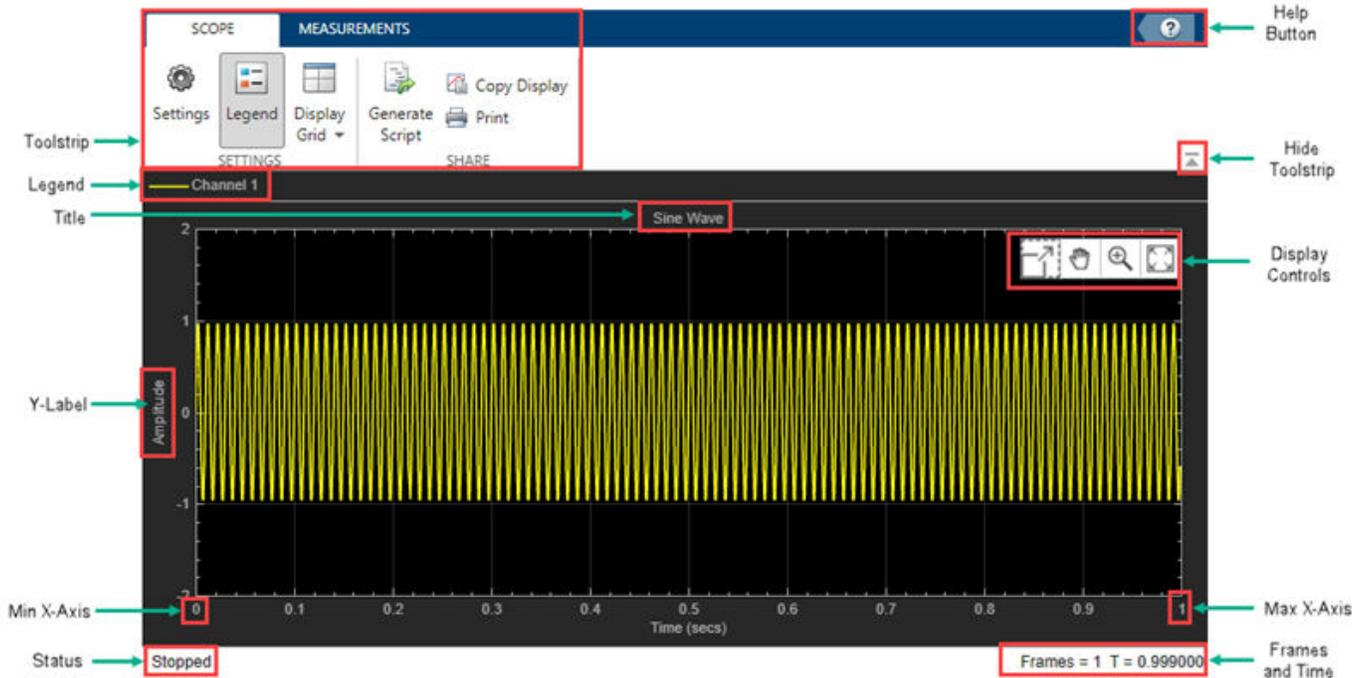 SCOPE MEASUREMENTS ?
Help
Button
Settings Legend Display
Grid
Generate
Script
Copy Display
Print
SETTINGS SHARE
Toolstrip
Hide
Toolstrip
Legend
Channel 1
Title
Sine Wave
Display
Controls
2
1
0
-1
-2
Y-Label
Amplitude
Min X-Axis
0 0.1 0.2 0.3 0.4 0.5 0.6 0.7 0.8 0.9 1
Max X-Axis
Time (secs)
Status
Stopped
Frames = 1 T = 0.999000
Frames
and Time